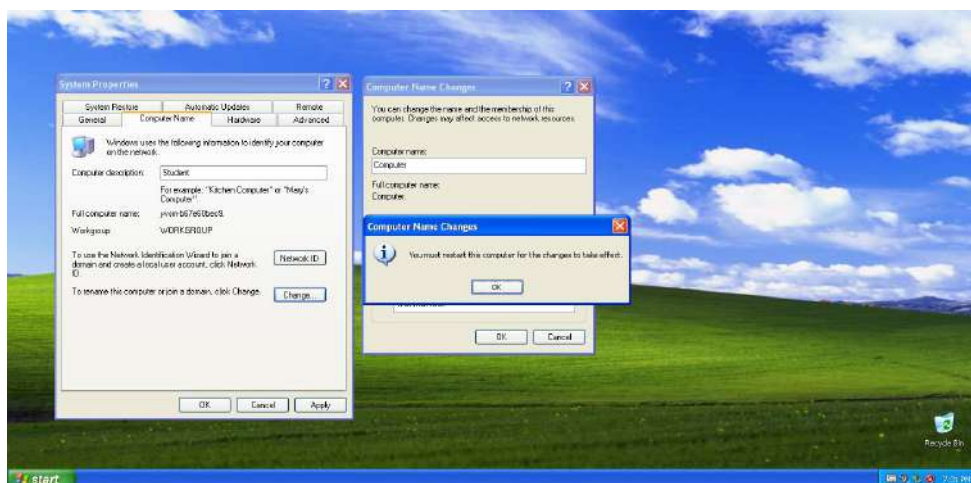 System Properties
System Restore
Automatic Updates
Remote
General
Computer Name
Hardware
Advanced
Windows uses the following information to identify your computer
on the network.
Computer description:
Student
For example: "Kitchen Computer" or "Mary's
Computer".
Full computer name:
Workgroup:
WORKGROUP
To use the Network Identification Wizard to join a
domain and create a local user account, click Network
ID.
Network ID
To rename this computer or join a domain, click Change.
Change...
OK
Cancel
Apply
Computer Name Changes
You can change the name and the membership of this
computer. Changes may affect access to network resources.
Computer name:
Computer
Full computer name:
Computer.
Computer Name Changes
You must restart this computer for the changes to take effect.
OK
OK
Cancel
Recycle Bin
start